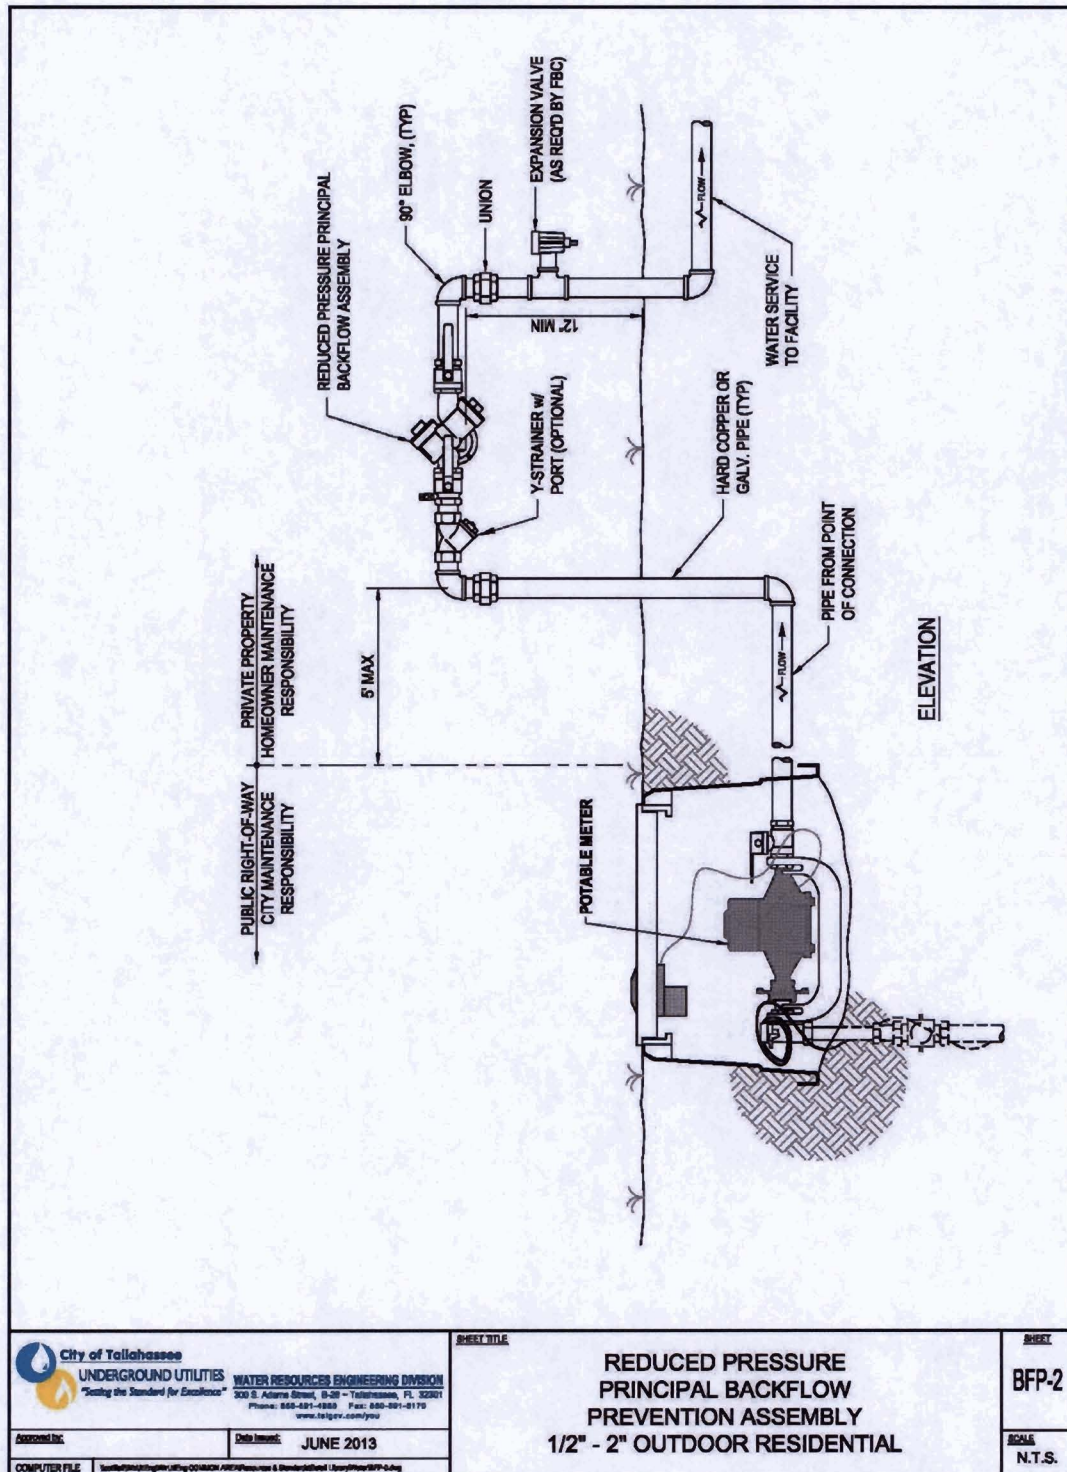 PUBLIC RIGHT-OF-WAY
CITY MAINTENANCE
RESPONSIBILITY
PRIVATE PROPERTY
HOMEOWNER MAINTENANCE
RESPONSIBILITY
5' MAX
REDUCED PRESSURE PRINCIPAL
BACKFLOW ASSEMBLY
90° ELBOW, (TYP)
UNION
EXPANSION VALVE
(AS REQ'D BY FBC)
12" MIN
Y-STRAINER w/
PORT (OPTIONAL)
HARD COPPER OR
GALV. PIPE (TYP)
WATER SERVICE
TO FACILITY
FLOW
POTABLE METER
FLOW
PIPE FROM POINT
OF CONNECTION
ELEVATION
City of Tallahassee
UNDERGROUND UTILITIES
"Setting the Standard for Excellence"
WATER RESOURCES ENGINEERING DIVISION
300 S. Adams Street, B-26 - Tallahassee, FL 32301
www.talgov.com/you
Approved by:
Date Issued: JUNE 2013
COMPUTER FILE
SHEET TITLE
REDUCED PRESSURE
PRINCIPAL BACKFLOW
PREVENTION ASSEMBLY
1/2" - 2" OUTDOOR RESIDENTIAL
SHEET
BFP-2
SCALE
N.T.S.